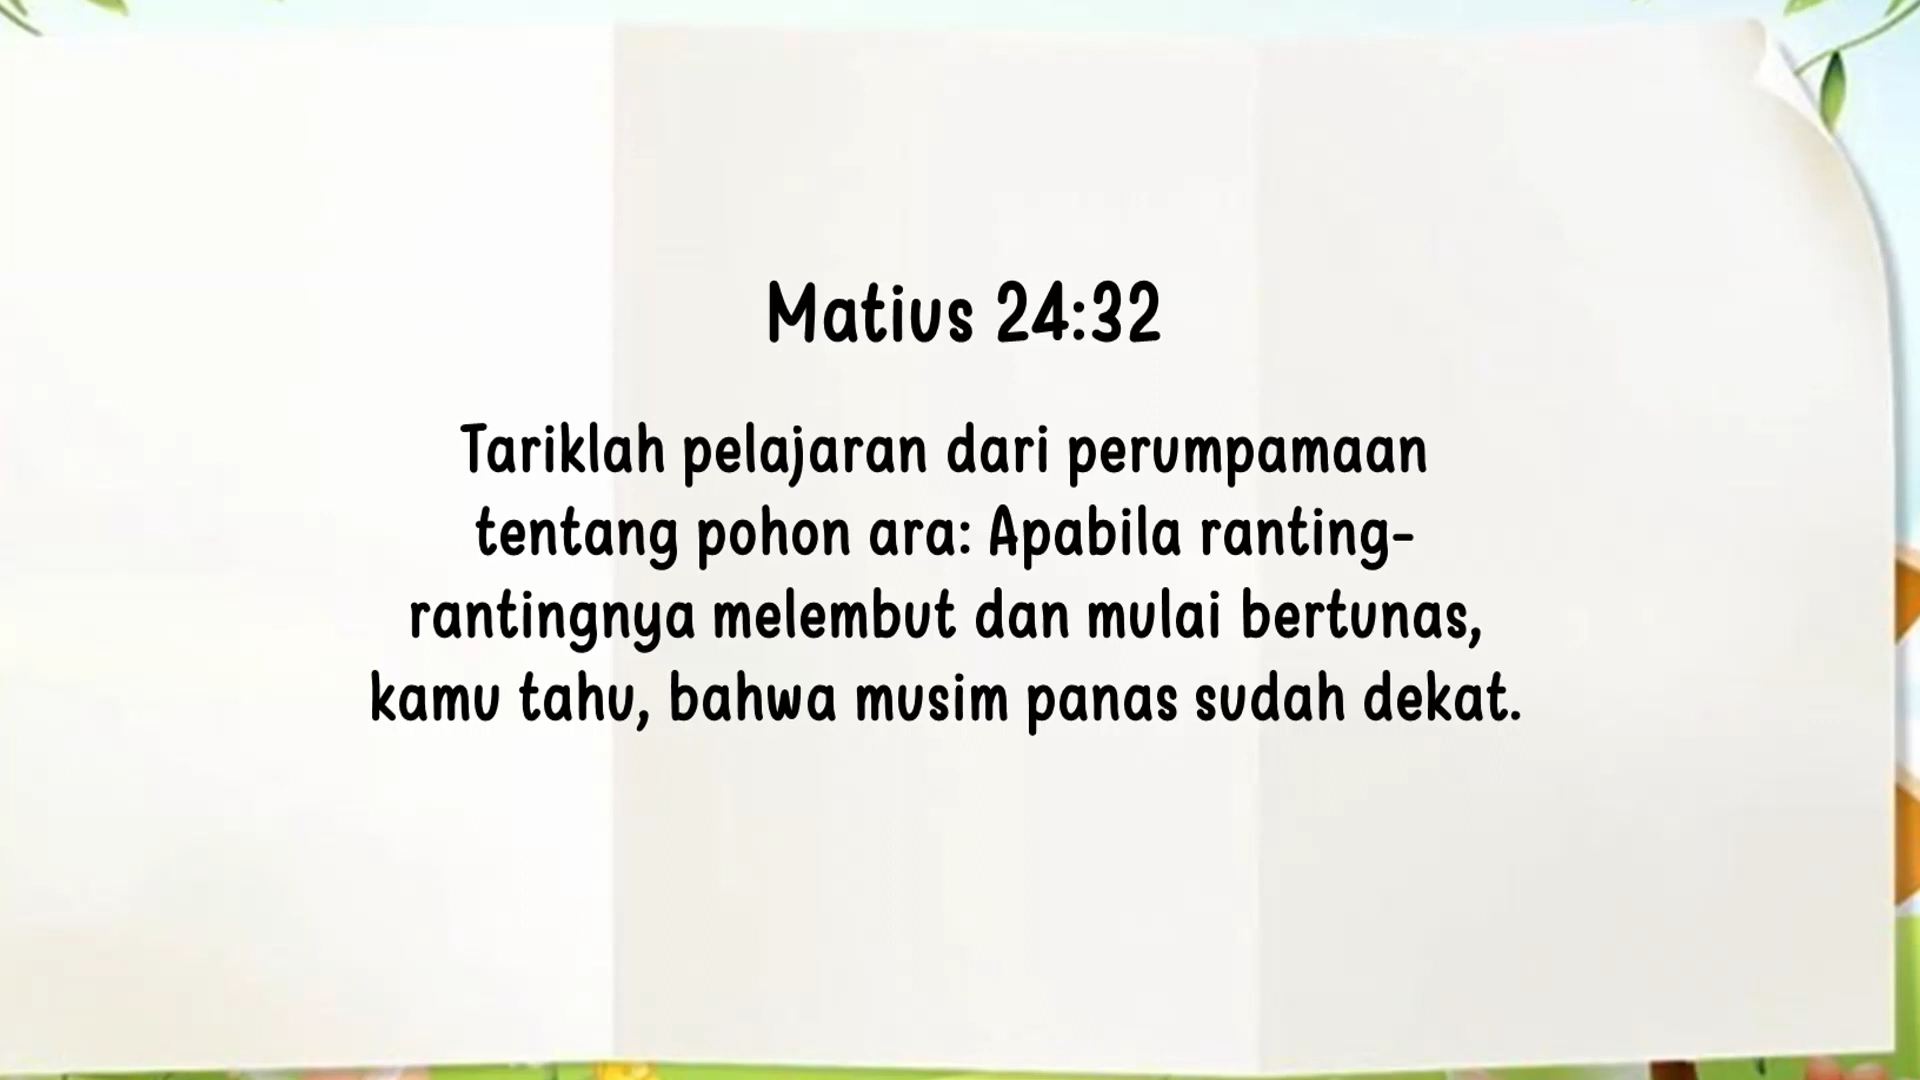 Matius 24:32
Tariklah pelajaran dari perumpamaan
tentang pohon ara: Apabila ranting-
rantingnya melembut dan mulai bertunas,
kamu tahu, bahwa musim panas sudah dekat.